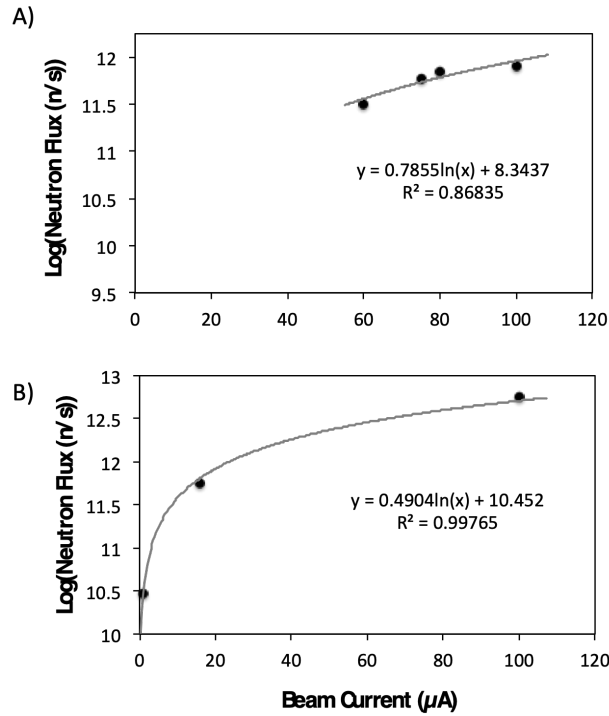 A)
Log(Neutron Flux (n/s))
12
11.5
11
10.5
10
9.5
y = 0.7855ln(x) + 8.3437
R² = 0.86835
0 20 40 60 80 100 120
B)
Log(Neutron Flux (n/s))
13
12.5
12
11.5
11
10.5
10
y = 0.4904ln(x) + 10.452
R² = 0.99765
0 20 40 60 80 100 120
Beam Current (µA)